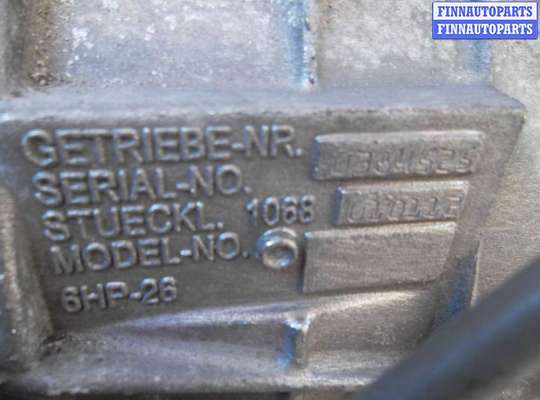 FINNAUTOPARTS
FINNAUTOPARTS
GETRIEBE-NR.
SERIAL-NO.
STUECKL. 1068
MODEL-NO.
6HP-26